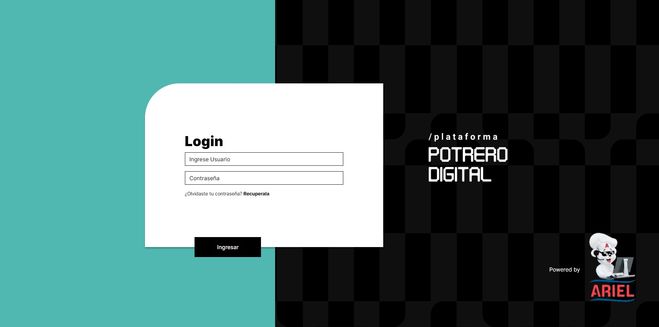 Login
Ingrese Usuario
Contraseña
¿Olvidaste tu contraseña? Recuperala
Ingresar
/plataforma
POTRERO
DIGITAL
Powered by
ARIEL